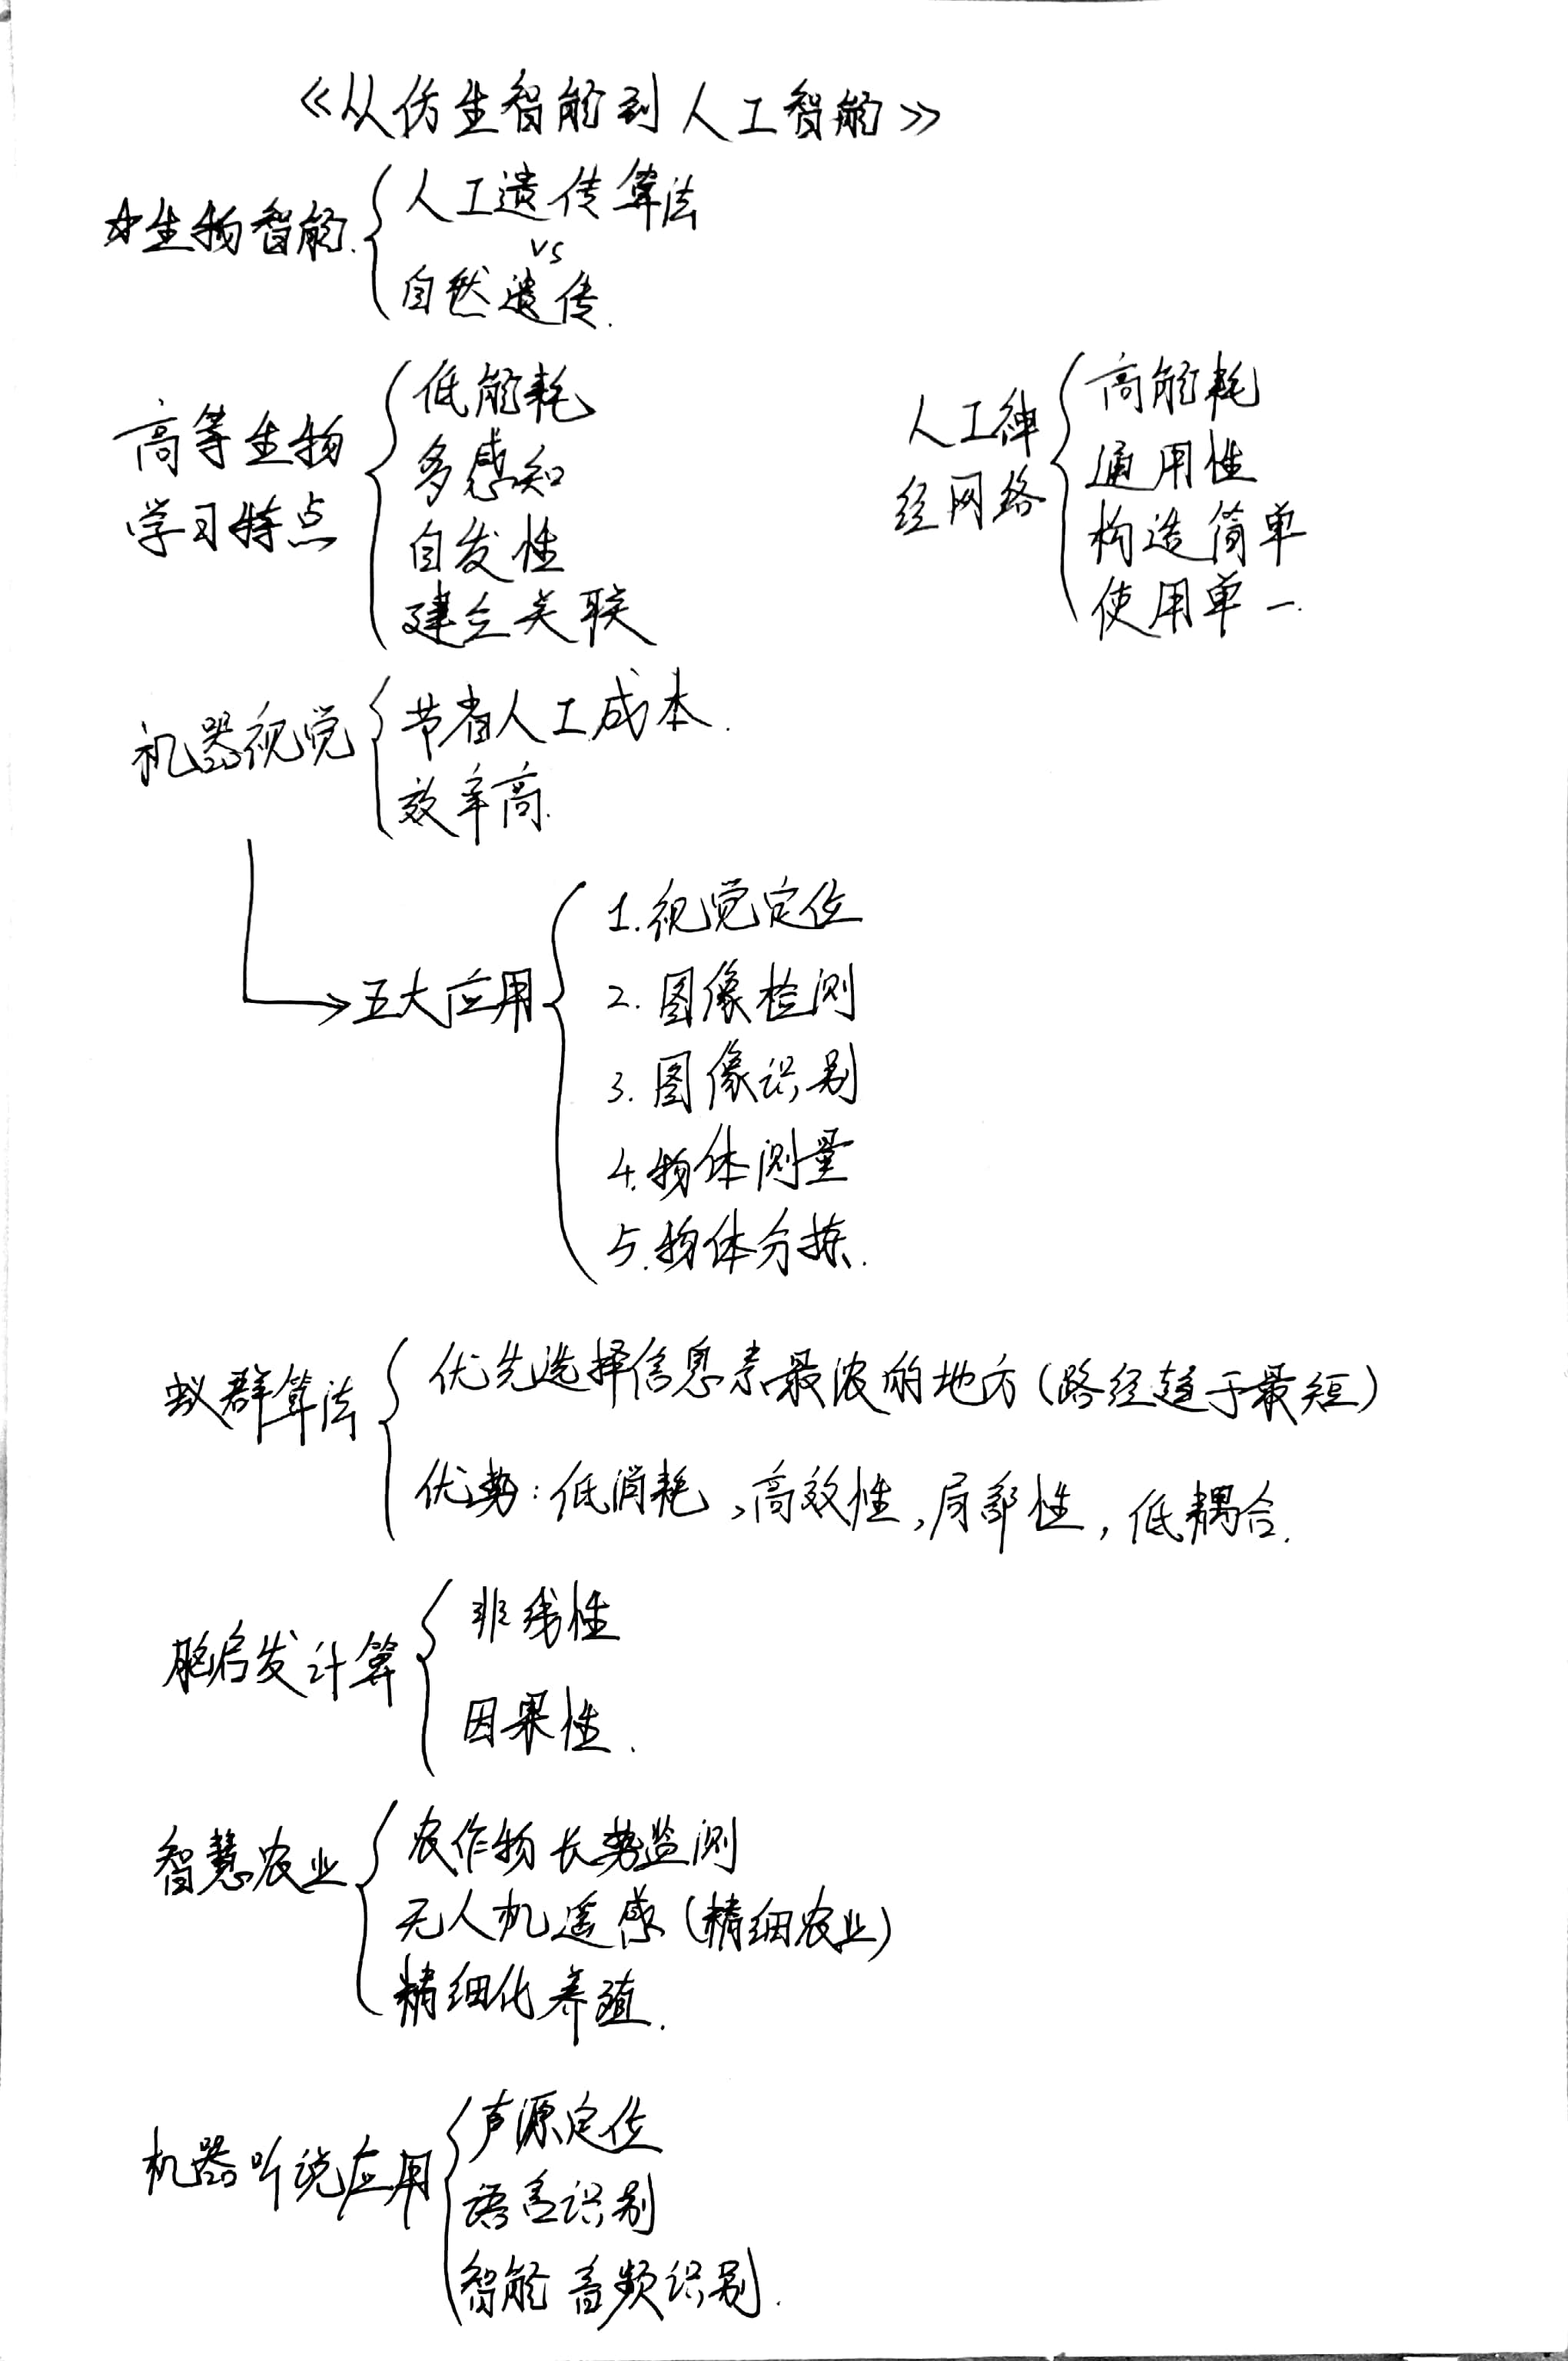 《从仿生智能到人工智能》
☆生物智能.
人工遗传算法
vs
自然遗传.
高等生物
学习特点
低能耗
多感知
自发性
建立关联
人工神
经网络
高能耗
通用性
构造简单
使用单一.
机器视觉
节省人工成本.
效率高.
五大应用
1.视觉定位
2.图像检测
3.图像识别
4.物体测量
5.物体分拣.
蚁群算法
优先选择信息素最浓的地方(路径趋于最短)
优势:低消耗,高效性,局部性,低耦合.
脑启发计算
非线性
因果性.
智慧农业
农作物长势监测
无人机遥感(精细农业)
精细化养殖.
机器听说应用
声源定位
语言识别
智能音频识别.